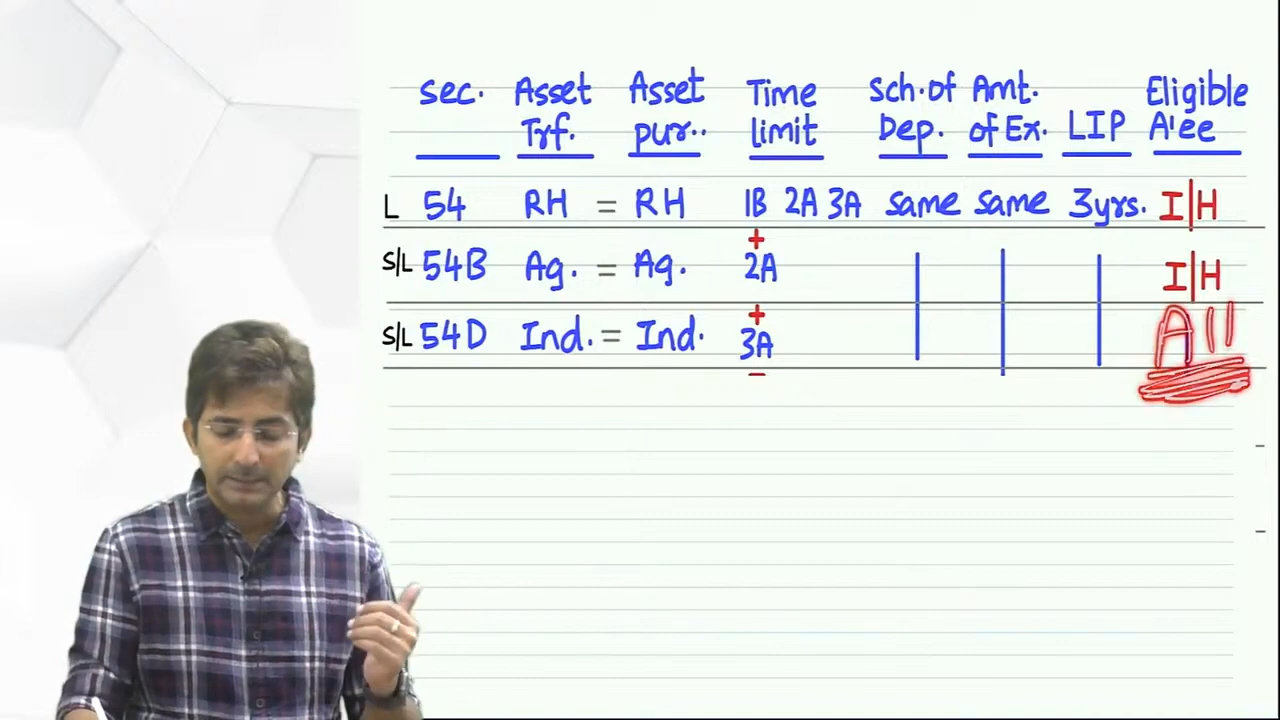 Sec. Asset Trf. Asset pur.. Time limit Sch.of Dep. Amt. of Ex. LIP Eligible A'ee
L 54 RH = RH 1B 2A 3A same same 3yrs. I|H
+
S/L 54B Ag. = Ag. 2A I|H
+
S/L 54D Ind. = Ind. 3A All